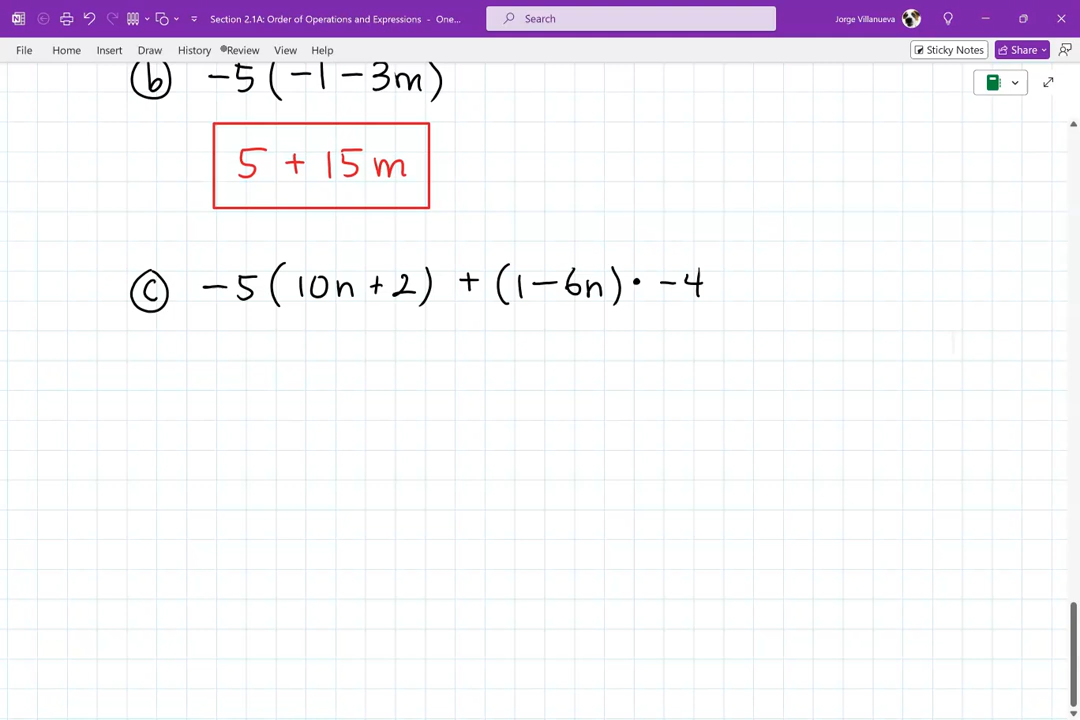 Section 2.1A: Order of Operations and Expressions - One...
Search
Jorge Villanueva
File Home Insert Draw History Review View Help
Sticky Notes
Share
(b) -5(-1-3m)
5 + 15m
(c) -5(10n+2) + (1-6n)•-4